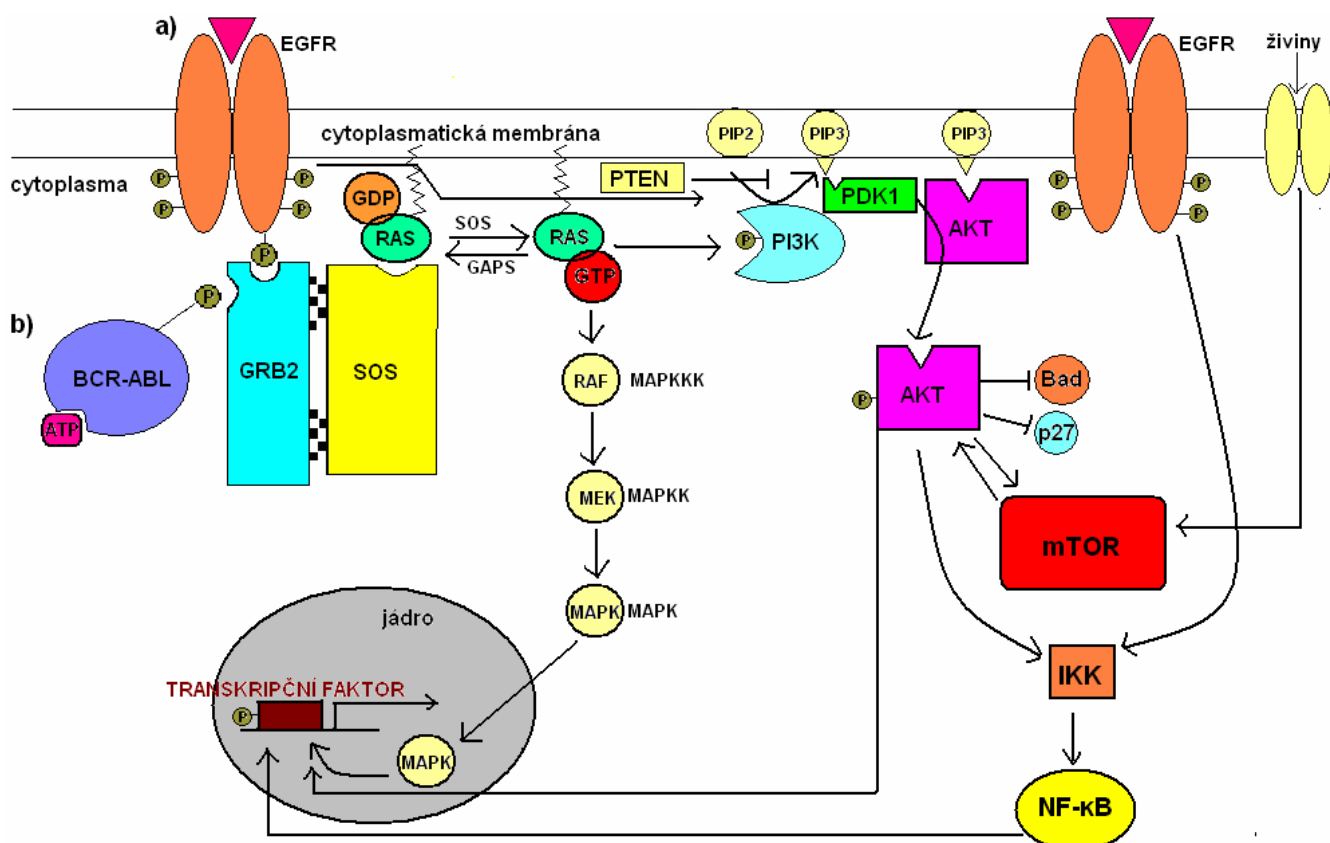 a)
EGFR
EGFR
živiny
cytoplasmatická membrána
PIP2
PIP3
PIP3
cytoplasma
P
P
P
P
P
P
P
P
GDP
PTEN
PDK1
RAS
SOS
GAPS
RAS
GTP
P
PI3K
AKT
P
P
b)
BCR-ABL
ATP
GRB2
SOS
RAF
MAPKKK
P
AKT
Bad
p27
MEK
MAPKK
mTOR
MAPK
MAPK
jádro
TRANSKRIPČNÍ FAKTOR
P
MAPK
IKK
NF-κB